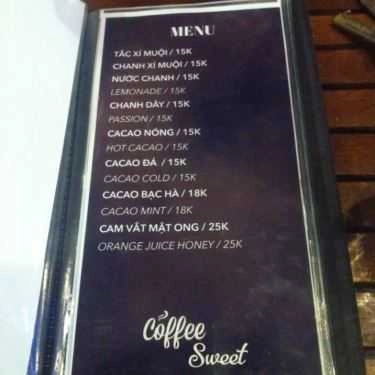 MENU
TẮC XÍ MUỘI / 15K
CHANH XÍ MUỘI / 15K
NƯỚC CHANH / 15K
LEMONADE / 15K
CHANH DÂY / 15K
PASSION / 15K
CACAO NÓNG / 15K
HOT CACAO / 15K
CACAO ĐÁ / 15K
CACAO COLD / 15K
CACAO BẠC HÀ / 18K
CACAO MINT / 18K
CAM VẮT MẬT ONG / 25K
ORANGE JUICE HONEY / 25K
Coffee
Sweet